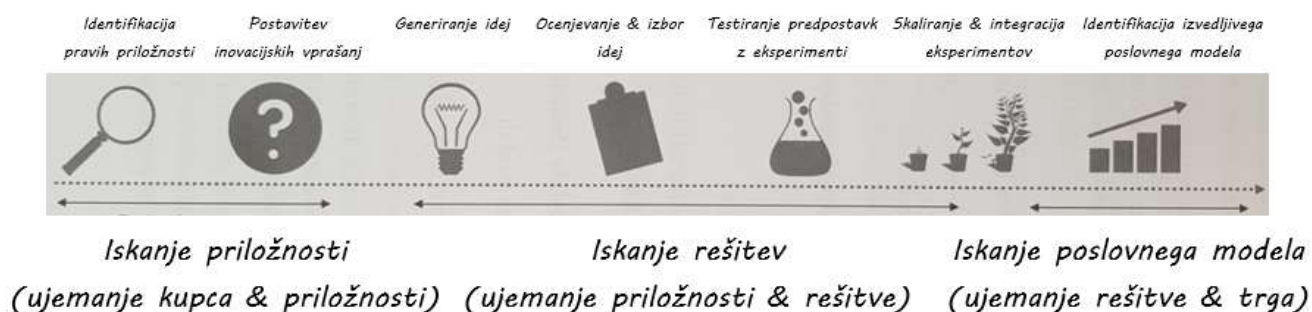 Identifikacija
pravih priložnosti
Postavitev
inovacijskih vprašanj
Generiranje idej
Ocenjevanje & izbor
idej
Testiranje predpostavk
z eksperimenti
Skaliranje & integracija
eksperimentov
Identifikacija izvedljivega
poslovnega modela
?
Iskanje priložnosti
(ujemanje kupca & priložnosti)
Iskanje rešitev
(ujemanje priložnosti & rešitve)
Iskanje poslovnega modela
(ujemanje rešitve & trga)